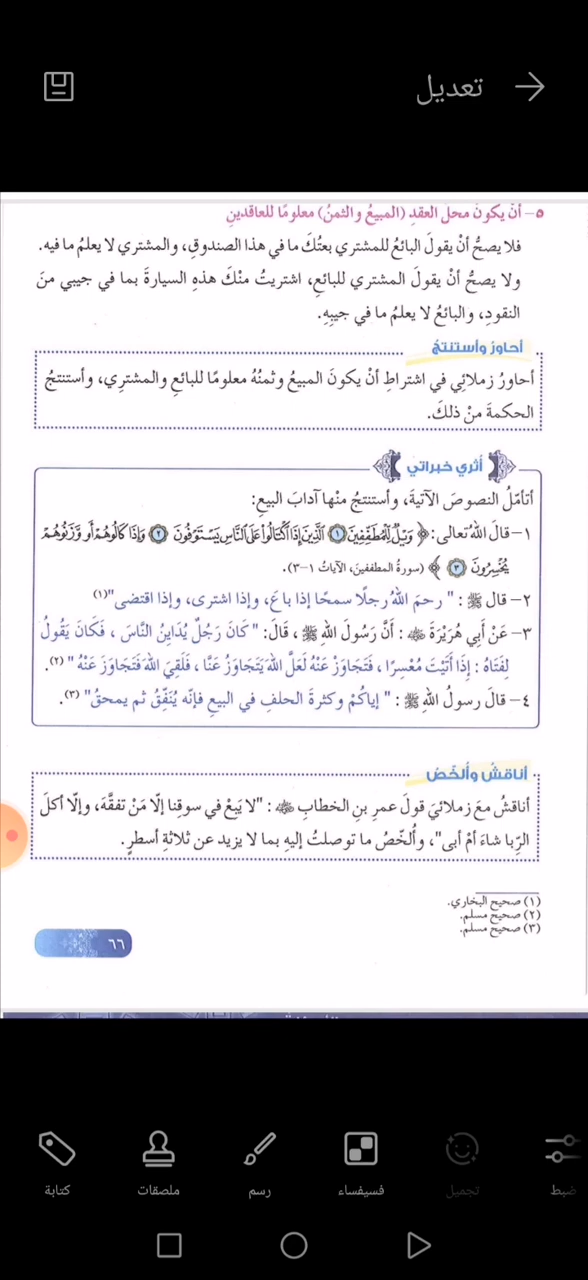 تعديل
٥- أنْ يكونَ محلُّ العقدِ (المبيعُ والثمنُ) معلومًا للعاقدينِ
فلا يصحُّ أنْ يقولَ البائعُ للمشتري بعتُكَ ما في هذا الصندوقِ، والمشتري لا يعلمُ ما فيه.
ولا يصحُّ أنْ يقولَ المشتري للبائعِ، اشتريتُ منْكَ هذهِ السيارةَ بما في جيبي منَ
النقودِ، والبائعُ لا يعلمُ ما في جيبِهِ.
أحاورُ وأستنتجُ
أحاورُ زملائي في اشتراطِ أنْ يكونَ المبيعُ وثمنُهُ معلومًا للبائعِ والمشترِي، وأستنتجُ
الحكمةَ منْ ذلكَ.
أثري خبراتي
أتأمّلُ النصوصَ الآتيةَ، وأستنتجُ منْها آدابَ البيعِ:
١- قالَ اللهُ تعالى: ﴿ وَيْلٌ لِّلْمُطَفِّفِينَ ١ الَّذِينَ إِذَا اكْتَالُوا عَلَى النَّاسِ يَسْتَوْفُونَ ٢ وَإِذَا كَالُوهُمْ أَو وَّزَنُوهُمْ
يُخْسِرُونَ ٣ ﴾ (سورةُ المطففين، الآياتُ ١-٣).
٢- قال ﷺ : " رحمَ اللهُ رجلًا سمحًا إذا باعَ، وإذا اشترى، وإذا اقتضى"(١)
٣- عَنْ أَبِي هُرَيْرَةَ ؓ : أَنَّ رَسُولَ اللهِ ﷺ ، قَالَ: " كَانَ رَجُلٌ يُدَايِنُ النَّاسَ ، فَكَانَ يَقُولُ
لِفَتَاهُ : إِذَا أَتَيْتَ مُعْسِرًا ، فَتَجَاوَزْ عَنْهُ لَعَلَّ اللهَ يَتَجَاوَزُ عَنَّا ، فَلَقِيَ اللهَ فَتَجَاوَزَ عَنْهُ " (٢).
٤- قالَ رسولُ اللهِ ﷺ : " إياكُمْ وكثرةَ الحلفِ في البيعِ فإنّه يُنَفِّقُ ثم يمحقُ" (٣).
أناقشُ وألخّصُ
أناقشُ معَ زملائيَ قولَ عمرِ بنِ الخطابِ ؓ : "لا يَبعْ في سوقِنا إلّا مَنْ تفقَّهَ، وإلّا أكلَ
الرِّبا شاءَ أمْ أبى"، وأُلخّصُ ما توصلتُ إليهِ بما لا يزيدِ عن ثلاثةِ أسطرٍ.
(١) صحيح البخاري.
(٢) صحيح مسلم.
(٣) صحيح مسلم.
٦٦
ضبط
تجميل
فسيفساء
رسم
ملصقات
كتابة